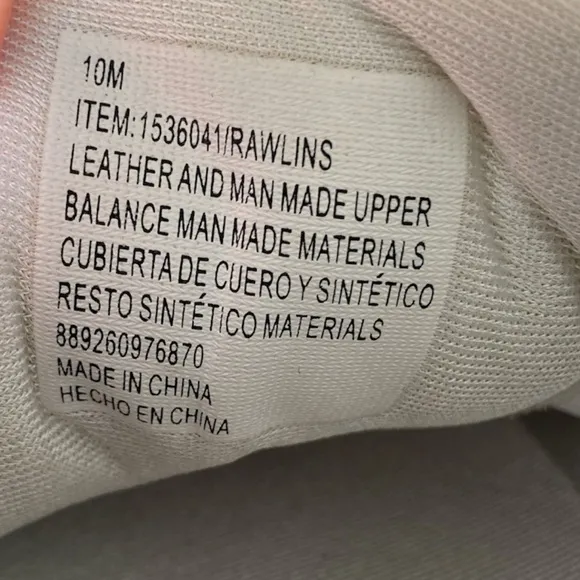 10M
ITEM:1536041/RAWLINS
LEATHER AND MAN MADE UPPER
BALANCE MAN MADE MATERIALS
CUBIERTA DE CUERO Y SINTÉTICO
RESTO SINTÉTICO MATERIALS
889260976870
MADE IN CHINA
HECHO EN CHINA